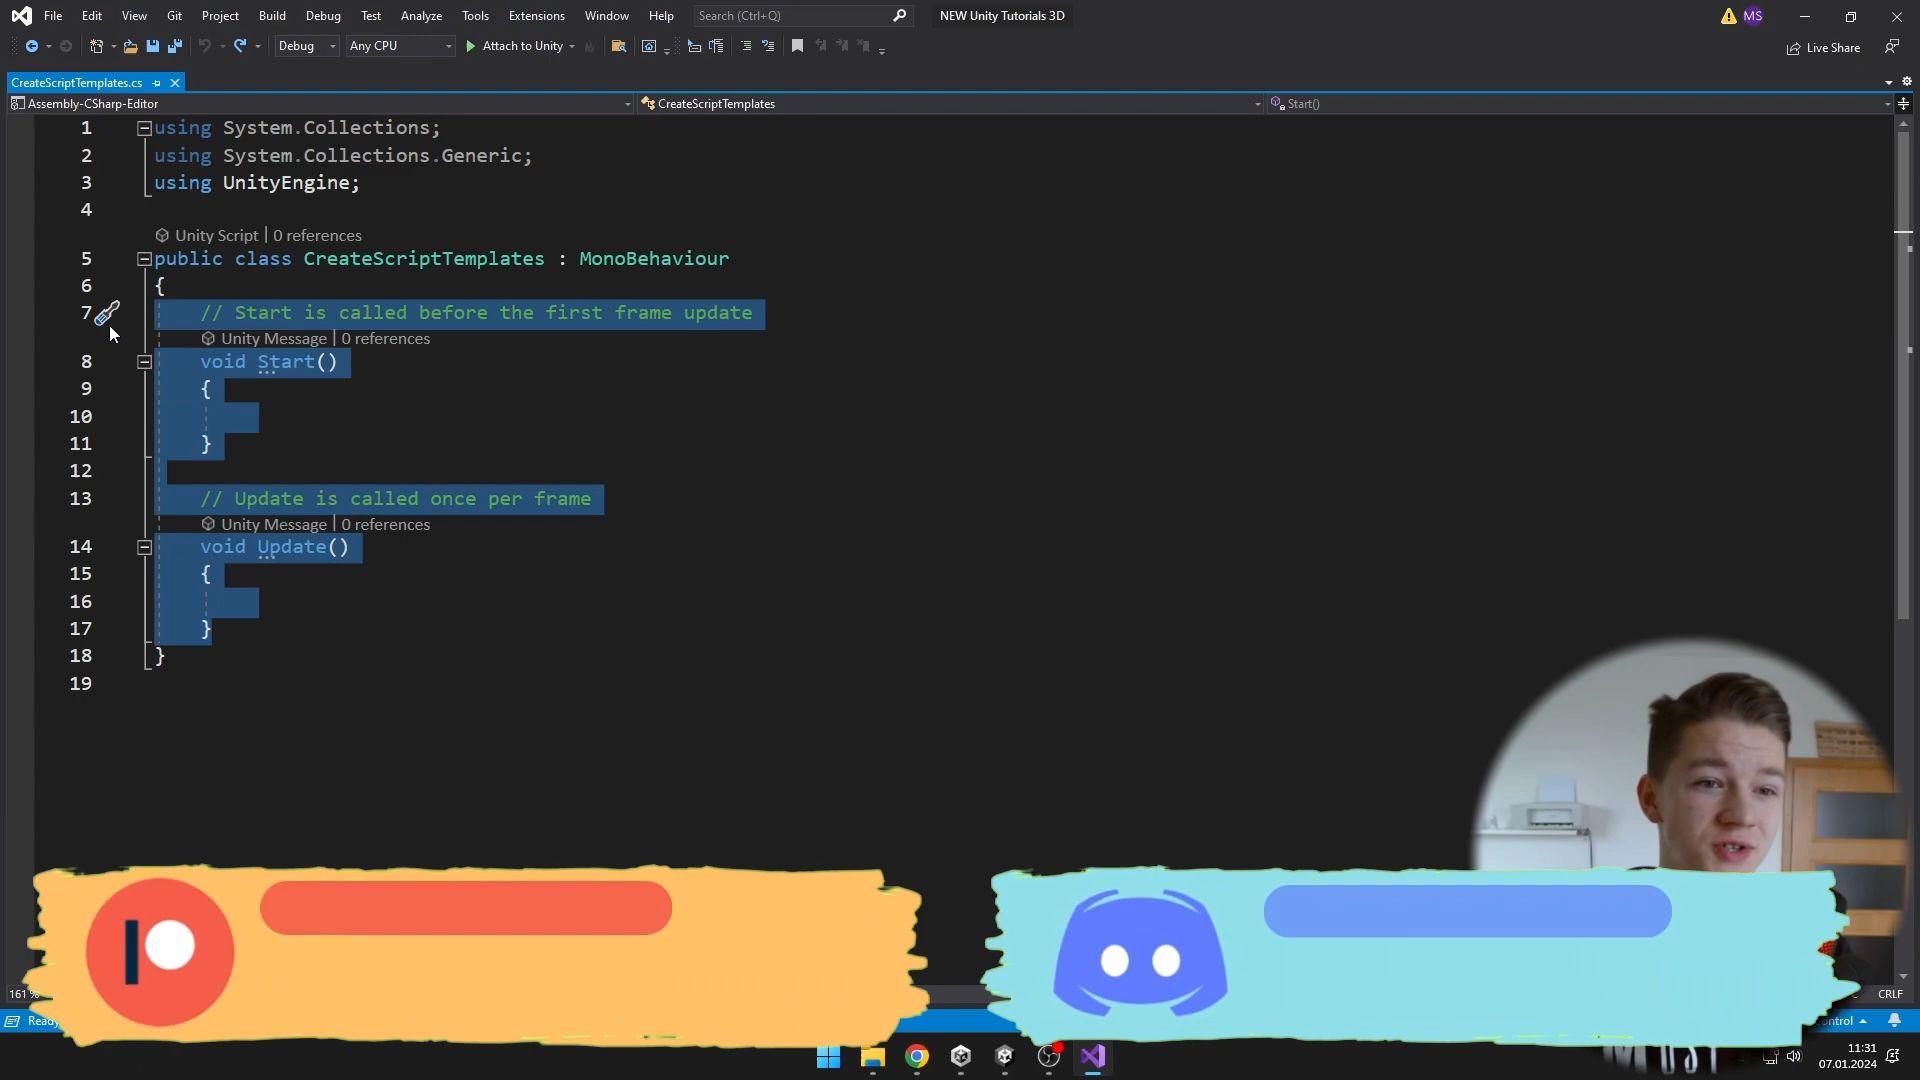 File Edit View Git Project Build Debug Test Analyze Tools Extensions Window Help Search (Ctrl+Q) NEW Unity Tutorials 3D MS
Debug Any CPU Attach to Unity Live Share
CreateScriptTemplates.cs
Assembly-CSharp-Editor CreateScriptTemplates Start()
1 using System.Collections;
2 using System.Collections.Generic;
3 using UnityEngine;
4
Unity Script | 0 references
5 public class CreateScriptTemplates : MonoBehaviour
6 {
7 // Start is called before the first frame update
Unity Message | 0 references
8 void Start()
9 {
10
11 }
12
13 // Update is called once per frame
Unity Message | 0 references
14 void Update()
15 {
16
17 }
18 }
19
161 % CRLF
Ready
11:31
07.01.2024